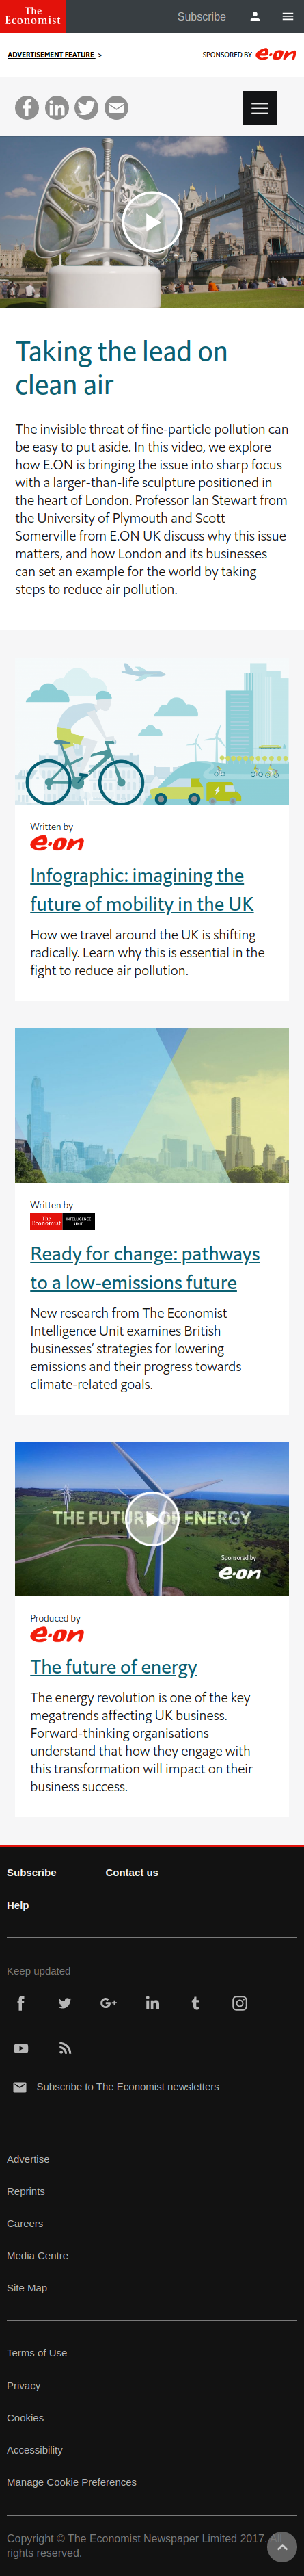 The
Economist
Subscribe
ADVERTISEMENT FEATURE >
SPONSORED BY e·on
Taking the lead on
clean air
The invisible threat of fine-particle pollution can
be easy to put aside. In this video, we explore
how E.ON is bringing the issue into sharp focus
with a larger-than-life sculpture positioned in
the heart of London. Professor Ian Stewart from
the University of Plymouth and Scott
Somerville from E.ON UK discuss why this issue
matters, and how London and its businesses
can set an example for the world by taking
steps to reduce air pollution.
Written by
e·on
Infographic: imagining the
future of mobility in the UK
How we travel around the UK is shifting
radically. Learn why this is essential in the
fight to reduce air pollution.
Written by
The Economist INTELLIGENCE UNIT
Ready for change: pathways
to a low-emissions future
New research from The Economist
Intelligence Unit examines British
businesses’ strategies for lowering
emissions and their progress towards
climate-related goals.
THE FUTURE OF ENERGY
Sponsored by
e·on
Produced by
e·on
The future of energy
The energy revolution is one of the key
megatrends affecting UK business.
Forward-thinking organisations
understand that how they engage with
this transformation will impact on their
business success.
Subscribe
Contact us
Help
Keep updated
Subscribe to The Economist newsletters
Advertise
Reprints
Careers
Media Centre
Site Map
Terms of Use
Privacy
Cookies
Accessibility
Manage Cookie Preferences
Copyright © The Economist Newspaper Limited 2017.
rights reserved.